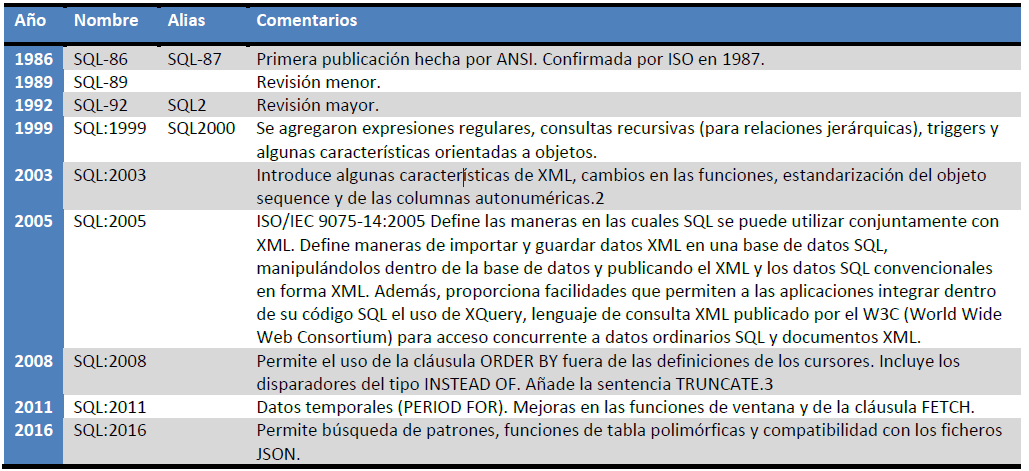 Año Nombre Alias Comentarios
1986 SQL-86 SQL-87 Primera publicación hecha por ANSI. Confirmada por ISO en 1987.
1989 SQL-89 Revisión menor.
1992 SQL-92 SQL2 Revisión mayor.
1999 SQL:1999 SQL2000 Se agregaron expresiones regulares, consultas recursivas (para relaciones jerárquicas), triggers y
algunas características orientadas a objetos.
2003 SQL:2003 Introduce algunas características de XML, cambios en las funciones, estandarización del objeto
sequence y de las columnas autonuméricas.2
2005 SQL:2005 ISO/IEC 9075-14:2005 Define las maneras en las cuales SQL se puede utilizar conjuntamente con
XML. Define maneras de importar y guardar datos XML en una base de datos SQL,
manipulándolos dentro de la base de datos y publicando el XML y los datos SQL convencionales
en forma XML. Además, proporciona facilidades que permiten a las aplicaciones integrar dentro
de su código SQL el uso de XQuery, lenguaje de consulta XML publicado por el W3C (World Wide
Web Consortium) para acceso concurrente a datos ordinarios SQL y documentos XML.
2008 SQL:2008 Permite el uso de la cláusula ORDER BY fuera de las definiciones de los cursores. Incluye los
disparadores del tipo INSTEAD OF. Añade la sentencia TRUNCATE.3
2011 SQL:2011 Datos temporales (PERIOD FOR). Mejoras en las funciones de ventana y de la cláusula FETCH.
2016 SQL:2016 Permite búsqueda de patrones, funciones de tabla polimórficas y compatibilidad con los ficheros
JSON.